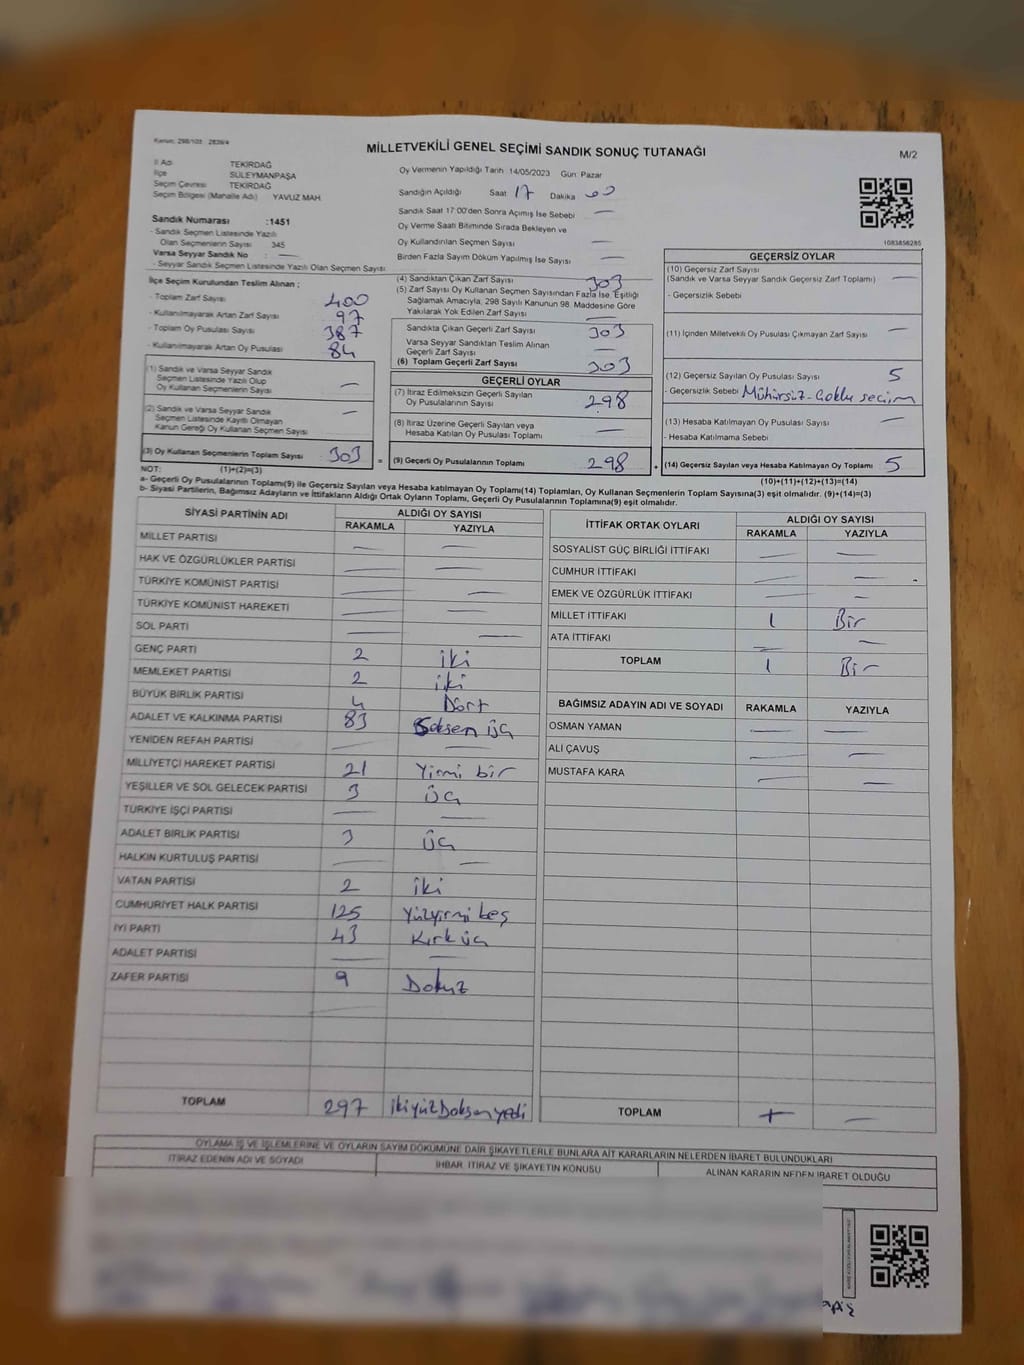 Kanun: 298/103 2839/4
MİLLETVEKİLİ GENEL SEÇİMİ SANDIK SONUÇ TUTANAĞI
M/2
İl Adı TEKİRDAĞ
İlçe SÜLEYMANPAŞA
Seçim Çevresi TEKİRDAĞ
Seçim Bölgesi (Mahalle Adı) YAVUZ MAH.
Sandık Numarası :1451
- Sandık Seçmen Listesinde Yazılı
Olan Seçmenlerin Sayısı 345
Varsa Seyyar Sandık No : —
- Seyyar Sandık Seçmen Listesinde Yazılı Olan Seçmen Sayısı
İlçe Seçim Kurulundan Teslim Alınan ;
- Toplam Zarf Sayısı 400
- Kullanılmayarak Artan Zarf Sayısı 97
- Toplam Oy Pusulası Sayısı 387
- Kullanılmayarak Artan Oy Pusulası 84
(1) Sandık ve Varsa Seyyar Sandık
Seçmen Listesinde Yazılı Olup
Oy Kullanan Seçmenlerin Sayısı —
(2) Sandık ve Varsa Seyyar Sandık
Seçmen Listesinde Kayıtlı Olmayan
Kanun Gereği Oy Kullanan Seçmen Sayısı —
(3) Oy Kullanan Seçmenlerin Toplam Sayısı 303 =
Oy Vermenin Yapıldığı Tarih 14/05/2023 Gün: Pazar
Sandığın Açıldığı Saat 17 Dakika 00
Sandık Saat 17:00'den Sonra Açılmış İse Sebebi —
Oy Verme Saati Bitiminde Sırada Bekleyen ve
Oy Kullandırılan Seçmen Sayısı —
Birden Fazla Sayım Döküm Yapılmış İse Sayısı —
(4) Sandıktan Çıkan Zarf Sayısı 303
(5) Zarf Sayısı Oy Kullanan Seçmen Sayısından Fazla İse, Eşitliği
Sağlamak Amacıyla, 298 Sayılı Kanunun 98. Maddesine Göre
Yakılarak Yok Edilen Zarf Sayısı —
Sandıkta Çıkan Geçerli Zarf Sayısı 303
Varsa Seyyar Sandıktan Teslim Alınan
Geçerli Zarf Sayısı —
(6) Toplam Geçerli Zarf Sayısı 303
GEÇERLİ OYLAR
(7) İtiraz Edilmeksizin Geçerli Sayılan
Oy Pusulalarının Sayısı 298
(8) İtiraz Üzerine Geçerli Sayılan veya
Hesaba Katılan Oy Pusulası Toplamı —
(9) Geçerli Oy Pusulalarının Toplamı 298 +
1083856285
GEÇERSİZ OYLAR
(10) Geçersiz Zarf Sayısı
(Sandık ve Varsa Seyyar Sandık Geçersiz Zarf Toplamı) —
- Geçersizlik Sebebi
(11) İçinden Milletvekili Oy Pusulası Çıkmayan Zarf Sayısı —
(12) Geçersiz Sayılan Oy Pusulası Sayısı 5
- Geçersizlik Sebebi Mühürsüz-Çoklu seçim
(13) Hesaba Katılmayan Oy Pusulası Sayısı —
- Hesaba Katılmama Sebebi
(14) Geçersiz Sayılan veya Hesaba Katılmayan Oy Toplamı 5
NOT: (1)+(2)=(3) (10)+(11)+(12)+(13)=(14)
a- Geçerli Oy Pusulalarının Toplamı(9) ile Geçersiz Sayılan veya Hesaba Katılmayan Oy Toplamı(14) Toplamları, Oy Kullanan Seçmenlerin Toplam Sayısına(3) eşit olmalıdır. (9)+(14)=(3)
b- Siyasi Partilerin, Bağımsız Adayların ve İttifakların Aldığı Ortak Oyların Toplamı, Geçerli Oy Pusulalarının Toplamına(9) eşit olmalıdır.
SİYASİ PARTİNİN ADI ALDIĞI OY SAYISI
RAKAMLA YAZIYLA
MİLLET PARTİSİ — —
HAK VE ÖZGÜRLÜKLER PARTİSİ — —
TÜRKİYE KOMÜNİST PARTİSİ — —
TÜRKİYE KOMÜNİST HAREKETİ — —
SOL PARTİ — —
GENÇ PARTİ 2 iki
MEMLEKET PARTİSİ 2 iki
BÜYÜK BİRLİK PARTİSİ 4 Dört
ADALET VE KALKINMA PARTİSİ 83 Seksen üç
YENİDEN REFAH PARTİSİ — —
MİLLİYETÇİ HAREKET PARTİSİ 21 Yirmi bir
YEŞİLLER VE SOL GELECEK PARTİSİ 3 üç
TÜRKİYE İŞÇİ PARTİSİ — —
ADALET BİRLİK PARTİSİ 3 üç
HALKIN KURTULUŞ PARTİSİ — —
VATAN PARTİSİ 2 iki
CUMHURİYET HALK PARTİSİ 125 Yüzyirmi beş
İYİ PARTİ 43 Kırk üç
ADALET PARTİSİ — —
ZAFER PARTİSİ 9 Dokuz
TOPLAM 297 ikiyüzDoksanyedi
İTTİFAK ORTAK OYLARI ALDIĞI OY SAYISI
RAKAMLA YAZIYLA
SOSYALİST GÜÇ BİRLİĞİ İTTİFAKI — —
CUMHUR İTTİFAKI — —
EMEK VE ÖZGÜRLÜK İTTİFAKI — —
MİLLET İTTİFAKI 1 Bir
ATA İTTİFAKI — —
TOPLAM 1 Bir
BAĞIMSIZ ADAYIN ADI VE SOYADI RAKAMLA YAZIYLA
OSMAN YAMAN — —
ALİ ÇAVUŞ — —
MUSTAFA KARA — —
TOPLAM — —
OYLAMA İŞ VE İŞLEMLERİNE VE OYLARIN SAYIM DÖKÜMÜNE DAİR ŞİKAYETLERLE BUNLARA AİT KARARLARIN NELERDEN İBARET BULUNDUKLARI
İTİRAZ EDENİN ADI VE SOYADI İHBAR, İTİRAZ VE ŞİKAYETİN KONUSU ALINAN KARARIN NEDEN İBARET OLDUĞU